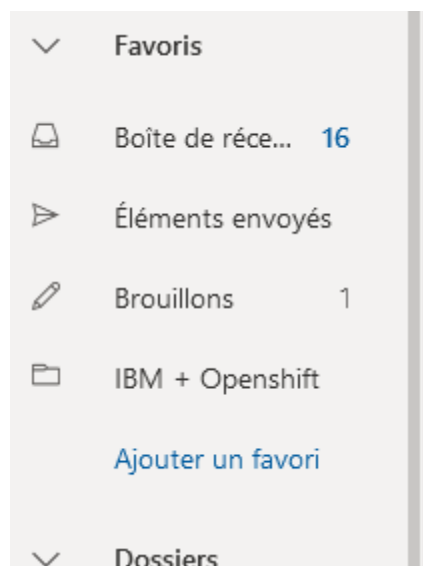 Favoris
Boîte de réce... 16
Éléments envoyés
Brouillons 1
IBM + Openshift
Ajouter un favori
Dossiers